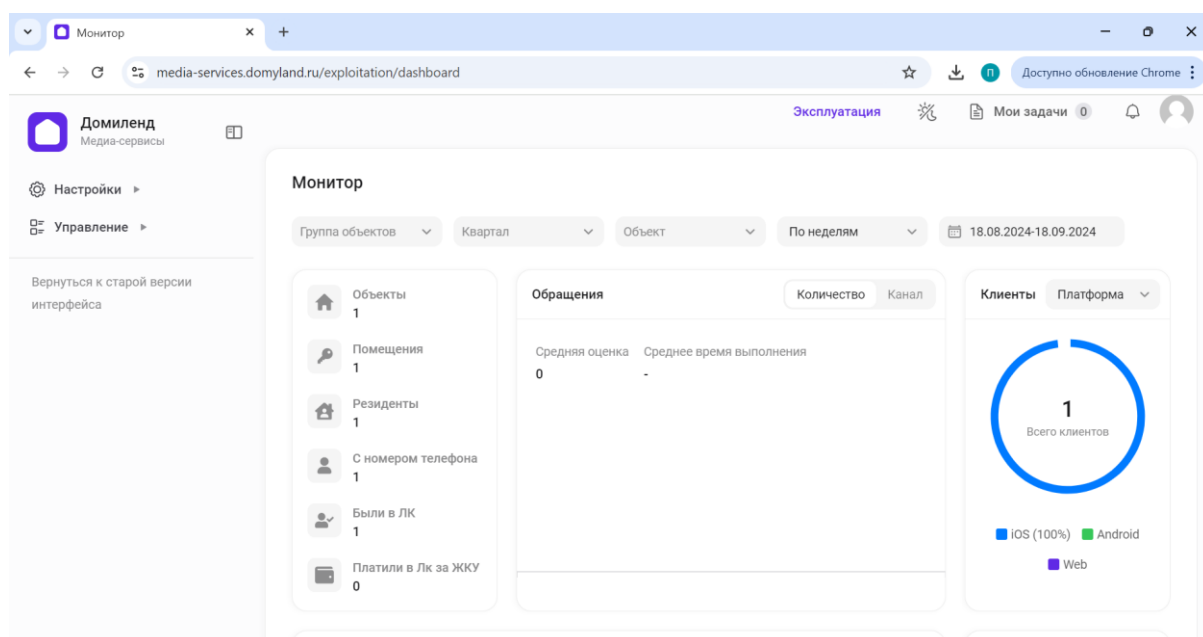 Монитор
media-services.domyland.ru/exploitation/dashboard
П
Доступно обновление Chrome
Домиленд
Медиа-сервисы
Эксплуатация
Мои задачи 0
Настройки
Управление
Вернуться к старой версии
интерфейса
Монитор
Группа объектов
Квартал
Объект
По неделям
18.08.2024-18.09.2024
Объекты
1
Помещения
1
Резиденты
1
С номером телефона
1
Были в ЛК
1
Платили в Лк за ЖКУ
0
Обращения
Количество
Канал
Средняя оценка
Среднее время выполнения
0
-
Клиенты
Платформа
1
Всего клиентов
iOS (100%)
Android
Web